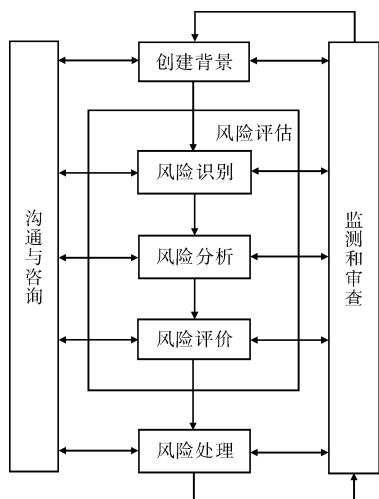 创建背景
风险评估
风险识别
风险分析
风险评价
风险处理
沟通与咨询
监测和审查